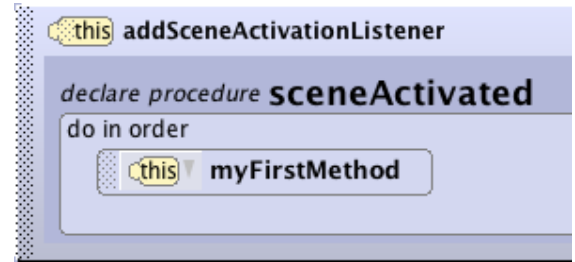 this addSceneActivationListener
declare procedure sceneActivated
do in order
this myFirstMethod